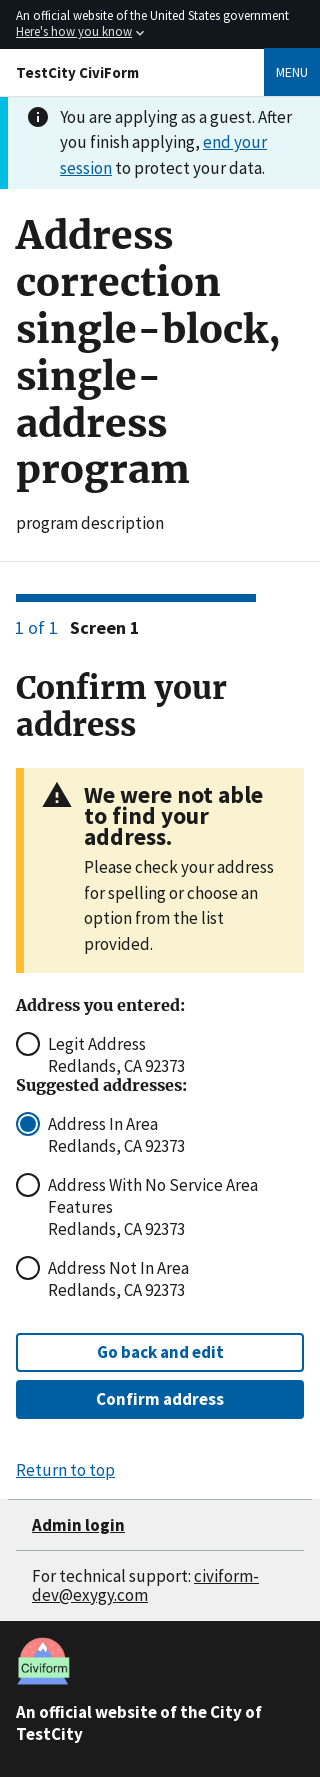 An official website of the United States government
Here's how you know
TestCity CiviForm
MENU
You are applying as a guest. After
you finish applying, end your
session to protect your data.
Address
correction
single-block,
single-
address
program
program description
1 of 1 Screen 1
Confirm your
address
We were not able
to find your
address.
Please check your address
for spelling or choose an
option from the list
provided.
Address you entered:
Legit Address
Redlands, CA 92373
Suggested addresses:
Address In Area
Redlands, CA 92373
Address With No Service Area
Features
Redlands, CA 92373
Address Not In Area
Redlands, CA 92373
Go back and edit
Confirm address
Return to top
Admin login
For technical support: civiform-
dev@exygy.com
Civiform
An official website of the City of
TestCity